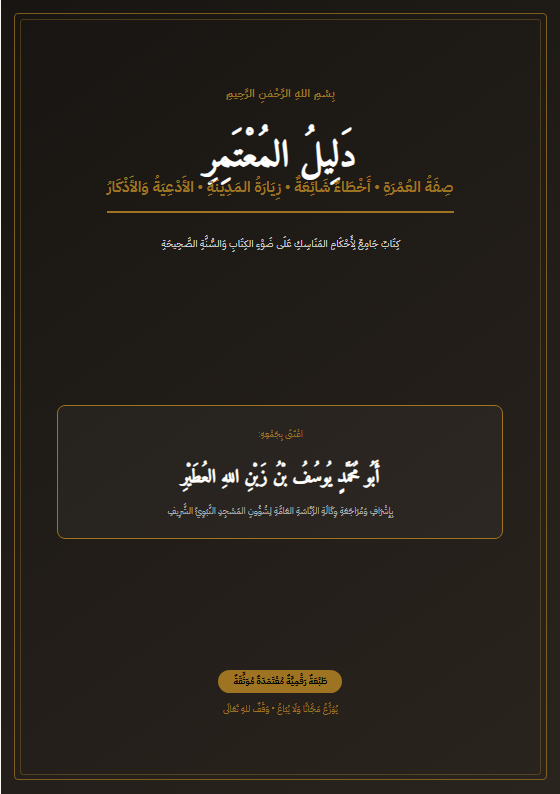 بِسْمِ اللهِ الرَّحْمٰنِ الرَّحِيمِ
دَلِيلُ المُعْتَمِرِ
صِفَةُ العُمْرَةِ • أَخْطَاءٌ شَائِعَةٌ • زِيَارَةُ المَدِينَةِ • الأَدْعِيَةُ وَالأَذْكَارُ
كِتَابٌ جَامِعٌ لِأَحْكَامِ المَنَاسِكِ عَلَى ضَوْءِ الكِتَابِ وَالسُّنَّةِ الصَّحِيحَةِ
اعْتَنَى بِجَمْعِهِ:
أَبُو مُحَمَّدٍ يُوسُفُ بْنُ زَبْنِ اللهِ العُطَيْرِ
بِإِشْرَافِ وَمُرَاجَعَةِ وِكَالَةِ الرِّئَاسَةِ العَامَّةِ لِشُؤُونِ المَسْجِدِ النَّبَوِيِّ الشَّرِيفِ
طَبْعَةٌ رَقْمِيَّةٌ مُعْتَمَدَةٌ مُوَثَّقَةٌ
يُوَزَّعُ مَجَّانًا وَلَا يُبَاعُ • وَقْفٌ للهِ تَعَالَى